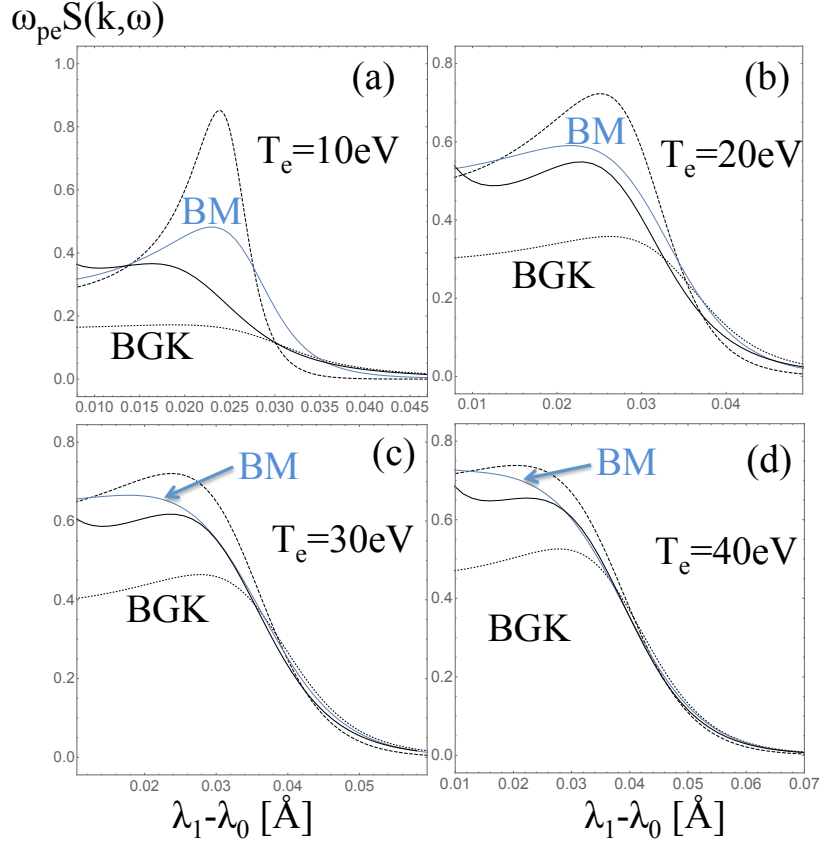 ω_pe S(k,ω)
(a)
T_e=10eV
BM
BGK
1.0
0.8
0.6
0.4
0.2
0.0
0.010 0.015 0.020 0.025 0.030 0.035 0.040 0.045
(b)
T_e=20eV
BM
BGK
0.8
0.6
0.4
0.2
0.0
0.01 0.02 0.03 0.04
(c)
BM
T_e=30eV
BGK
0.8
0.6
0.4
0.2
0.0
0.02 0.03 0.04 0.05
λ₁-λ₀ [Å]
(d)
BM
T_e=40eV
BGK
0.8
0.6
0.4
0.2
0.0
0.01 0.02 0.03 0.04 0.05 0.06 0.07
λ₁-λ₀ [Å]